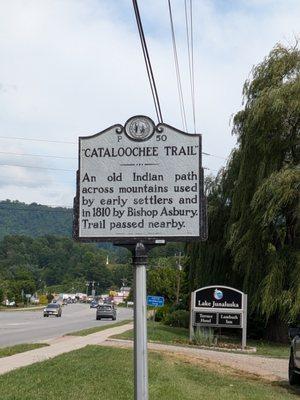 P 50
"CATALOOCHEE TRAIL"
An old Indian path
across mountains used
by early settlers and
in 1810 by Bishop Asbury.
Trail passed nearby.
LAKE JUNALUSKA
Terrace
Hotel
Lambuth
Inn